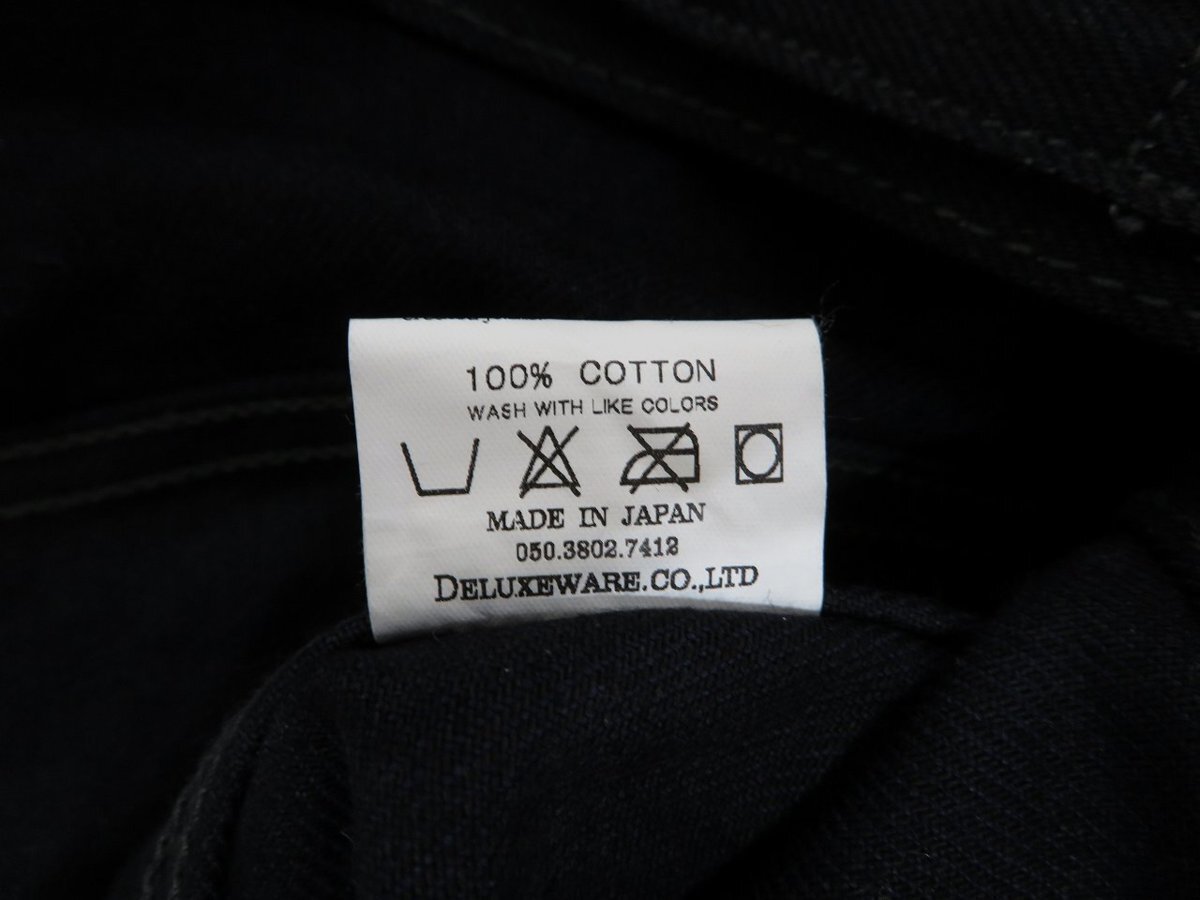 100% COTTON
WASH WITH LIKE COLORS
MADE IN JAPAN
050.3802.7412
DELUXEWARE.CO.,LTD